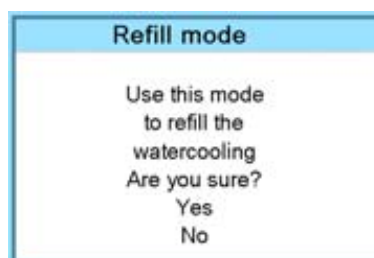 Refill mode
Use this mode
to refill the
watercooling
Are you sure?
Yes
No